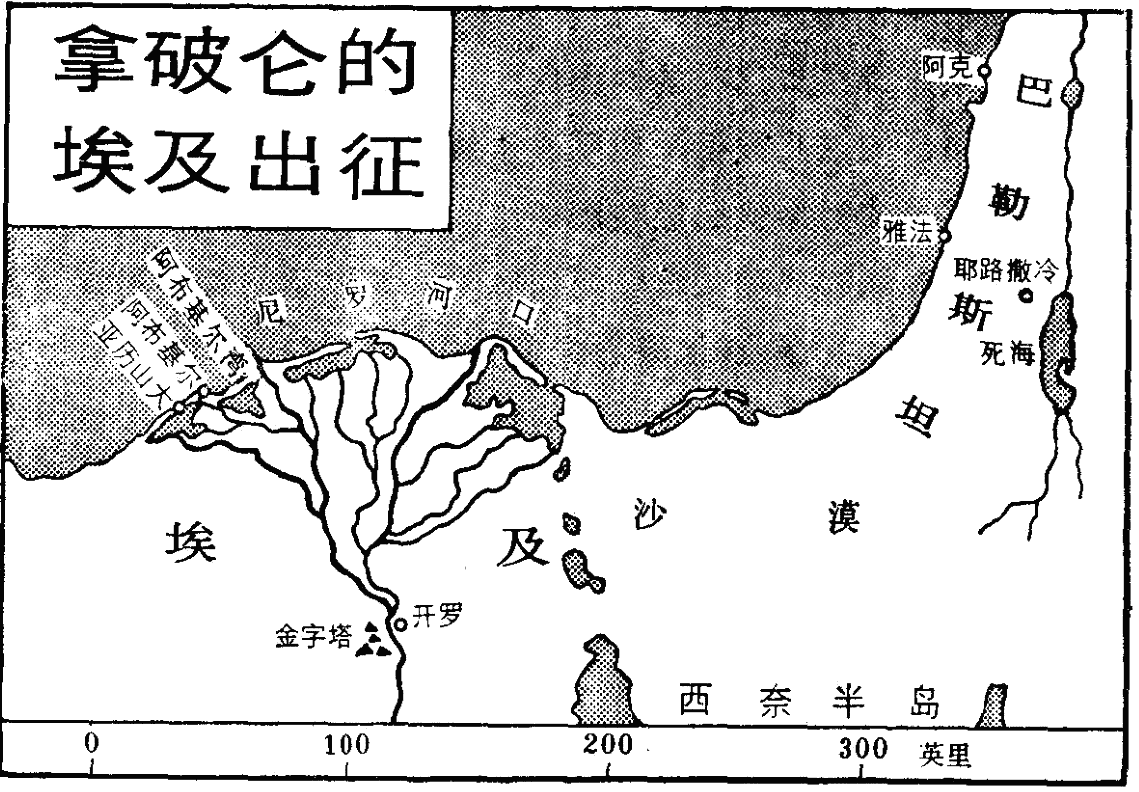 拿破仑的
埃及出征
阿克
巴勒斯坦
雅法
耶路撒冷
死海
阿布基尔湾
阿布基尔
亚历山大
尼罗河口
埃及
沙漠
金字塔
开罗
西奈半岛
0 100 200 300 英里